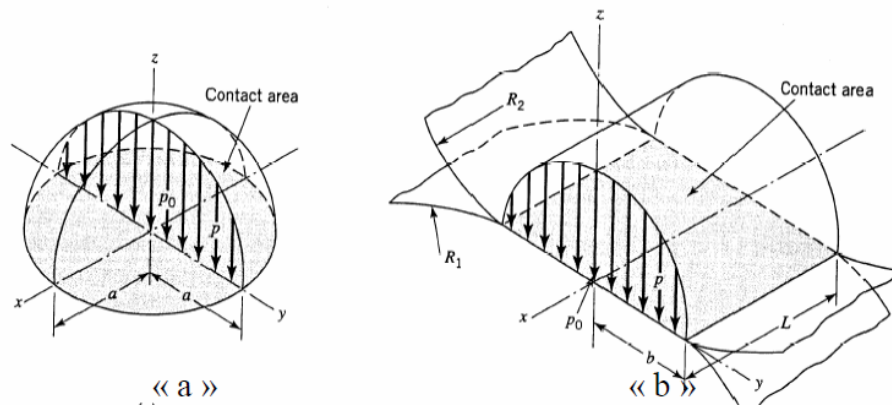 z
Contact area
p₀
p
x
a
a
y
« a »
z
Contact area
R₂
R₁
p
x
p₀
b
L
y
« b »